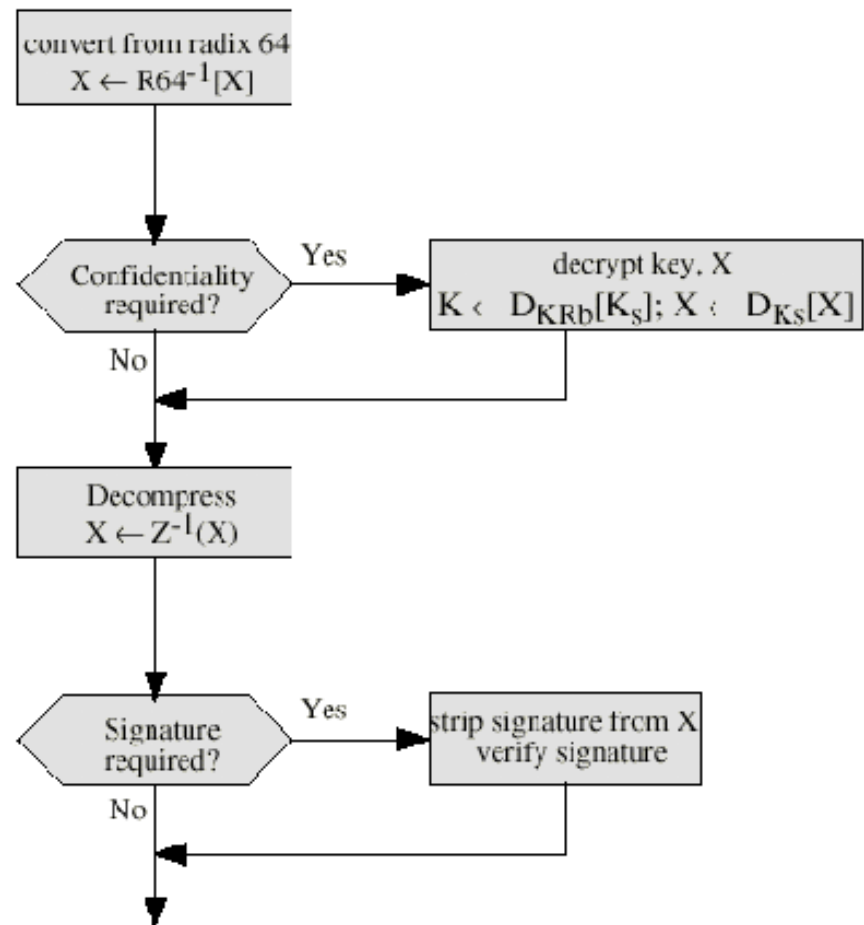 convert from radix 64
X ← R64⁻¹[X]
Confidentiality
required?
Yes
decrypt key, X
K ← D_KRb[K_s]; X ← D_Ks[X]
No
Decompress
X ← Z⁻¹(X)
Signature
required?
Yes
strip signature from X
verify signature
No